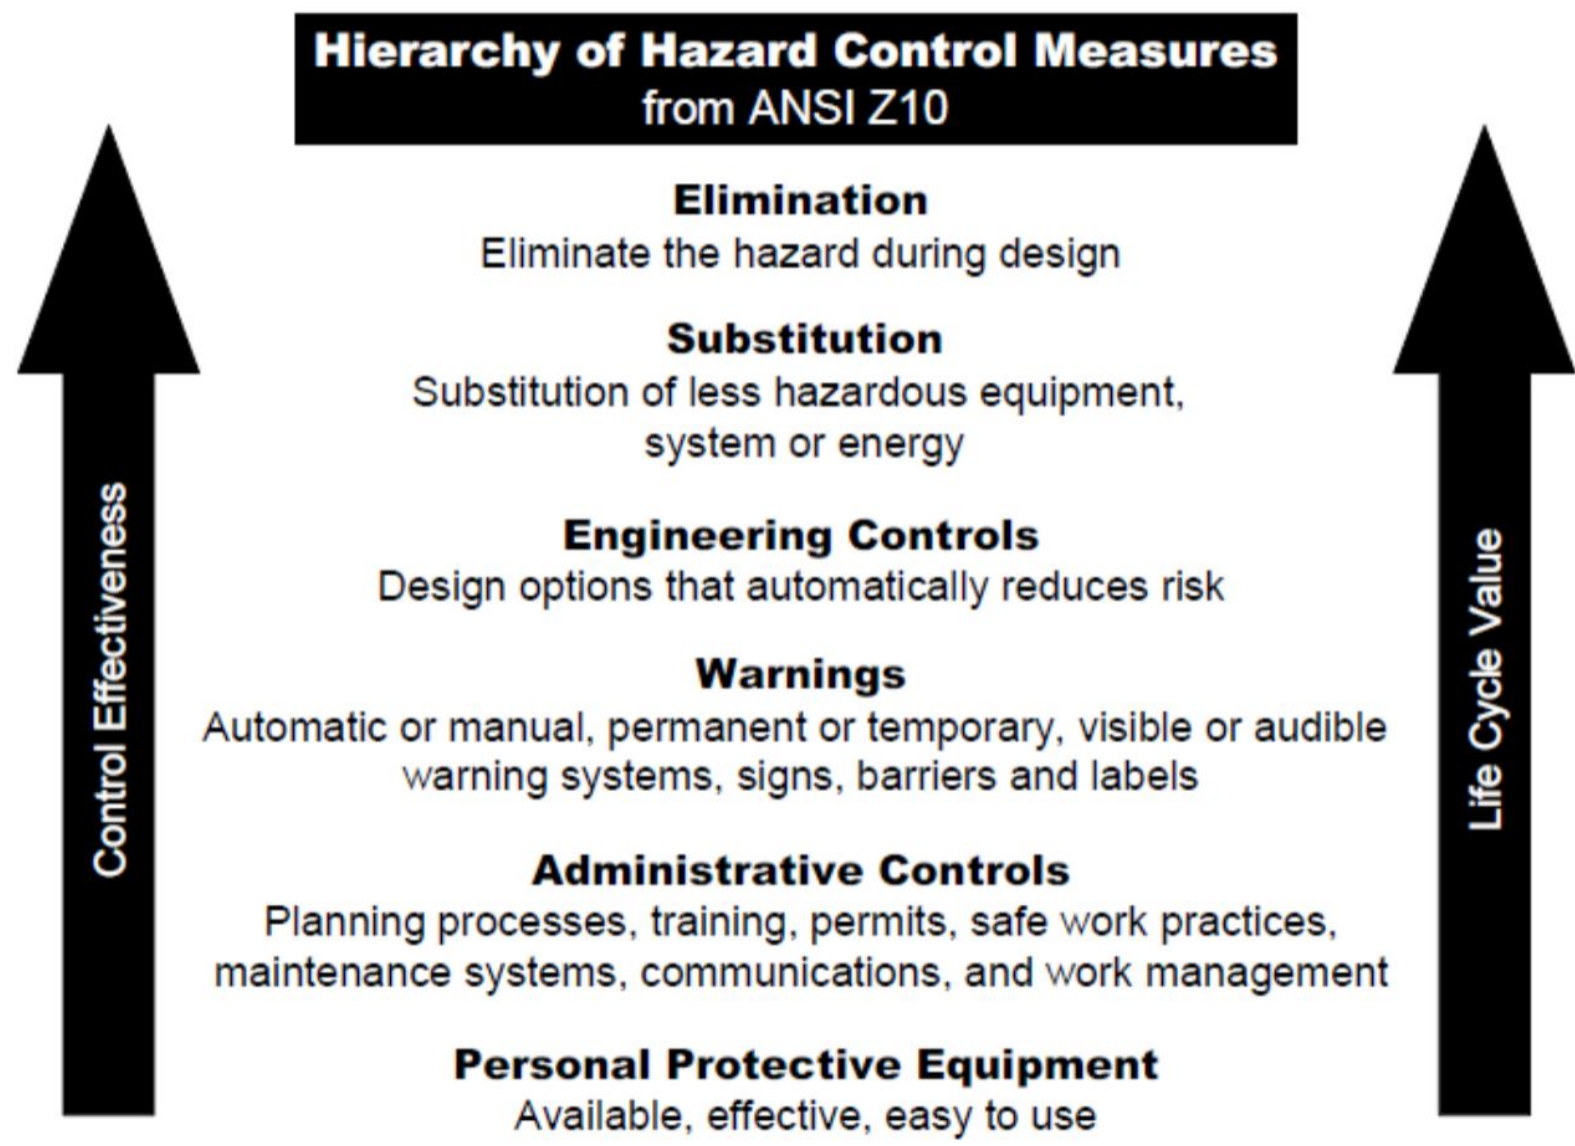 Hierarchy of Hazard Control Measures
from ANSI Z10
Elimination
Eliminate the hazard during design
Substitution
Substitution of less hazardous equipment,
system or energy
Engineering Controls
Design options that automatically reduces risk
Warnings
Automatic or manual, permanent or temporary, visible or audible
warning systems, signs, barriers and labels
Administrative Controls
Planning processes, training, permits, safe work practices,
maintenance systems, communications, and work management
Personal Protective Equipment
Available, effective, easy to use
Control Effectiveness
Life Cycle Value